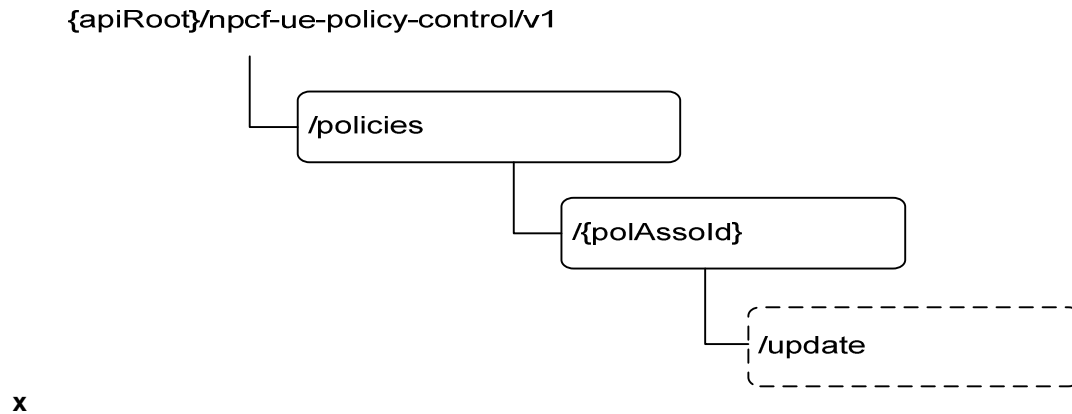 {apiRoot}/npcf-ue-policy-control/v1
/policies
/{polAssoId}
/update
x